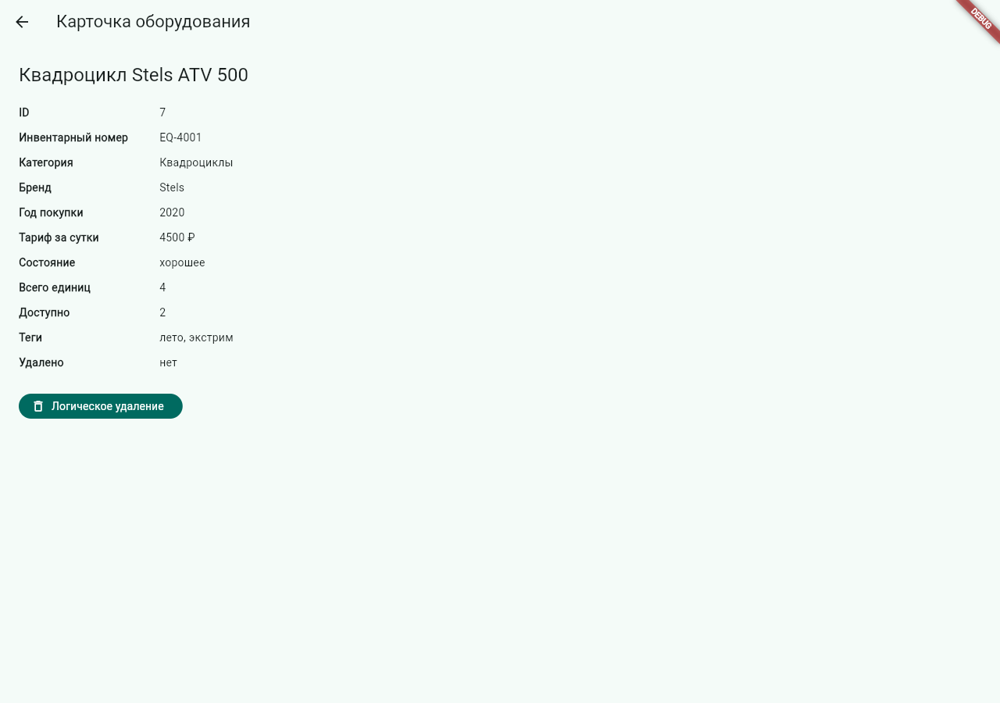 Карточка оборудования
DEBUG
Квадроцикл Stels ATV 500
ID 7
Инвентарный номер EQ-4001
Категория Квадроциклы
Бренд Stels
Год покупки 2020
Тариф за сутки 4500 ₽
Состояние хорошее
Всего единиц 4
Доступно 2
Теги лето, экстрим
Удалено нет
Логическое удаление